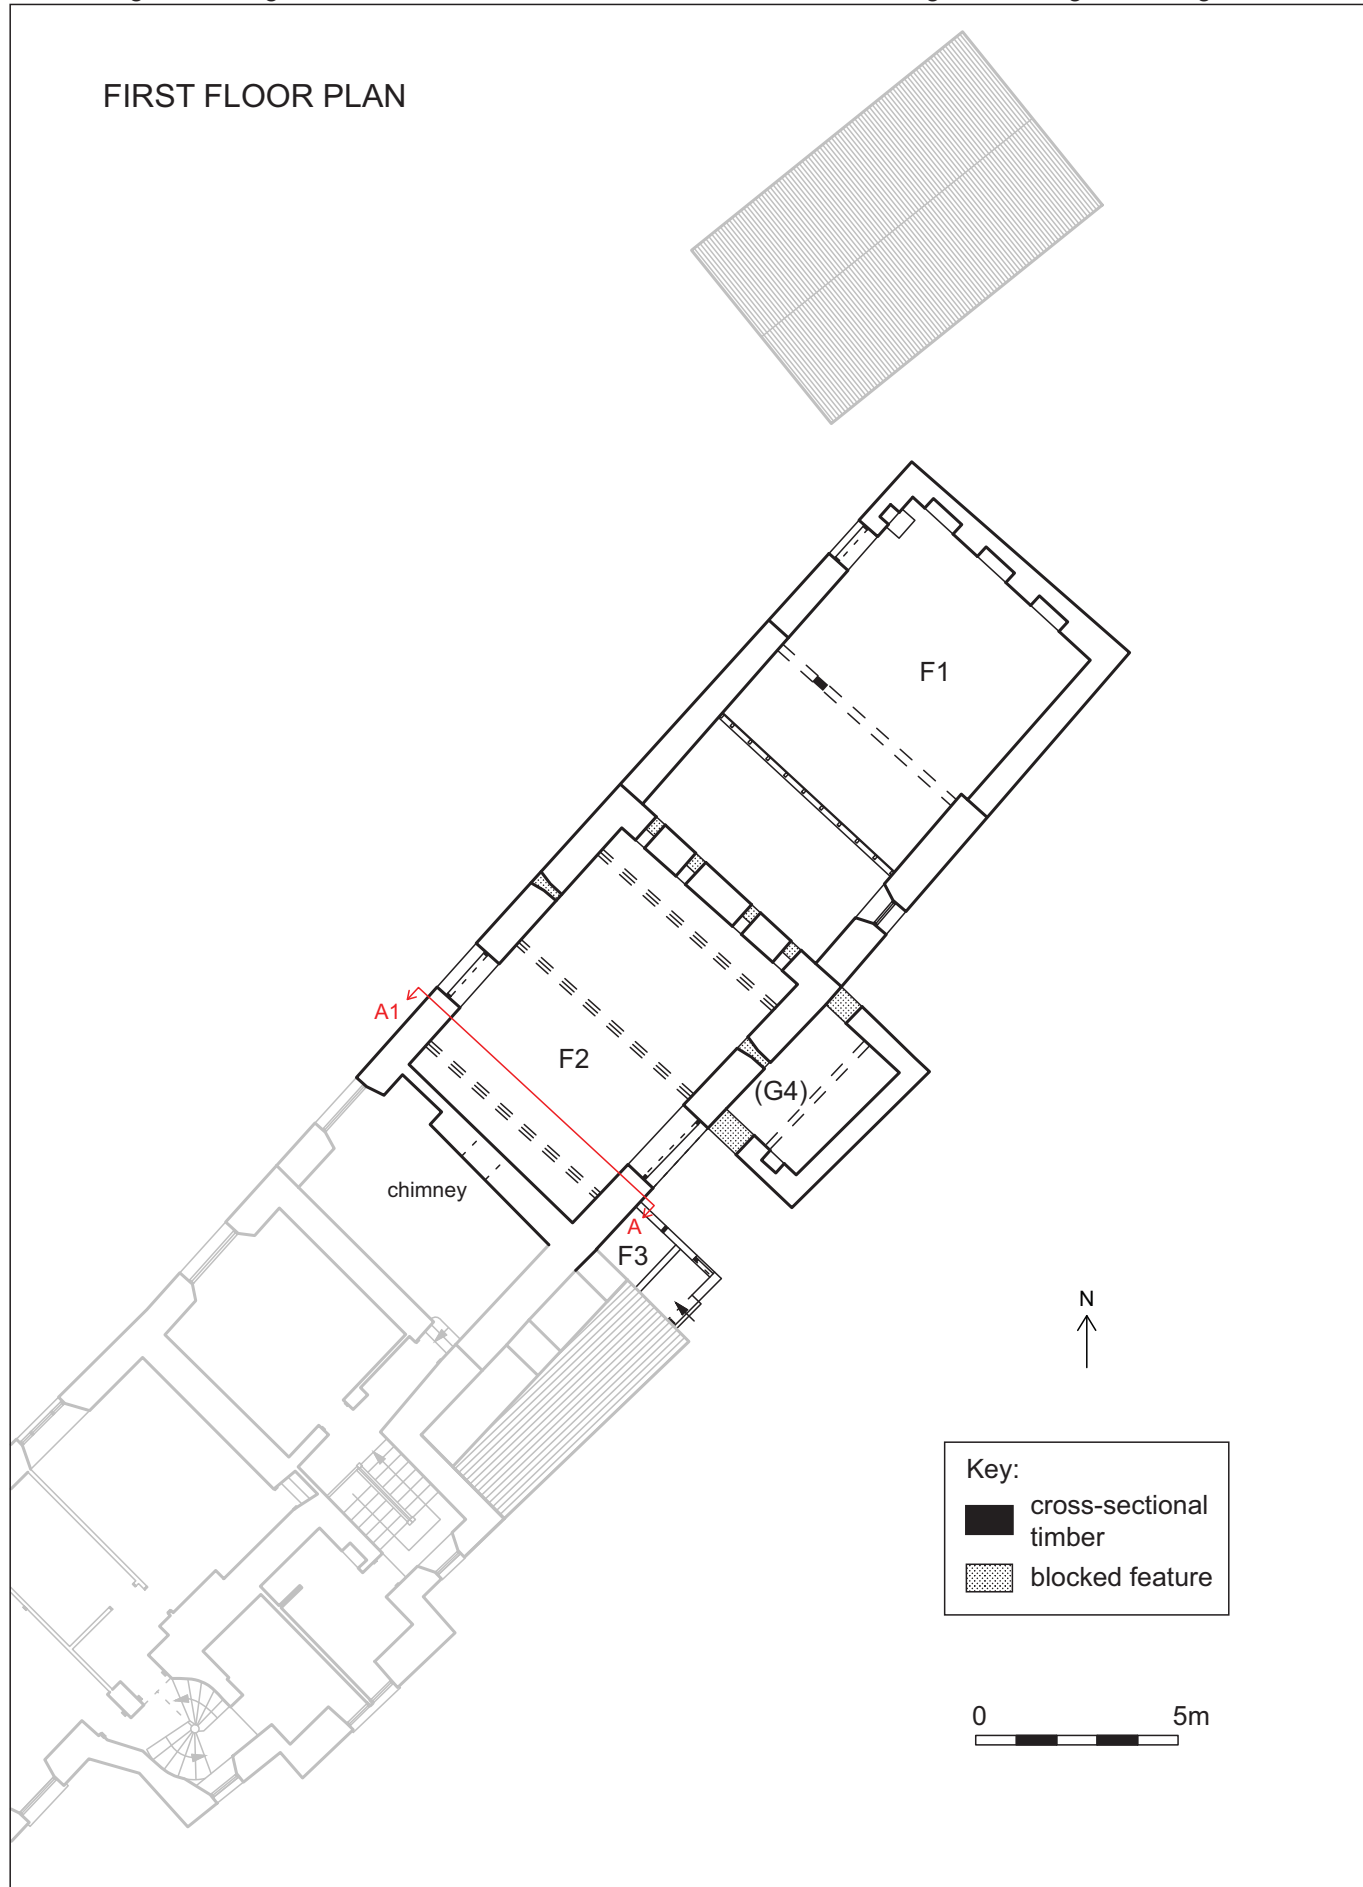 FIRST FLOOR PLAN
F1
A1
F2
(G4)
chimney
A
F3
N
Key:
cross-sectional
timber
blocked feature
0 5m